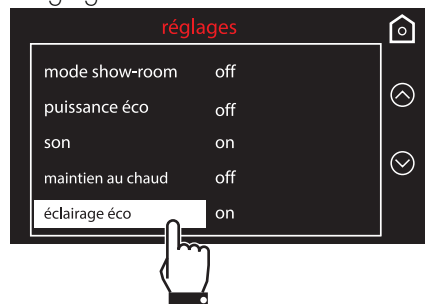 réglages
mode show-room off
puissance éco off
son on
maintien au chaud off
éclairage éco on